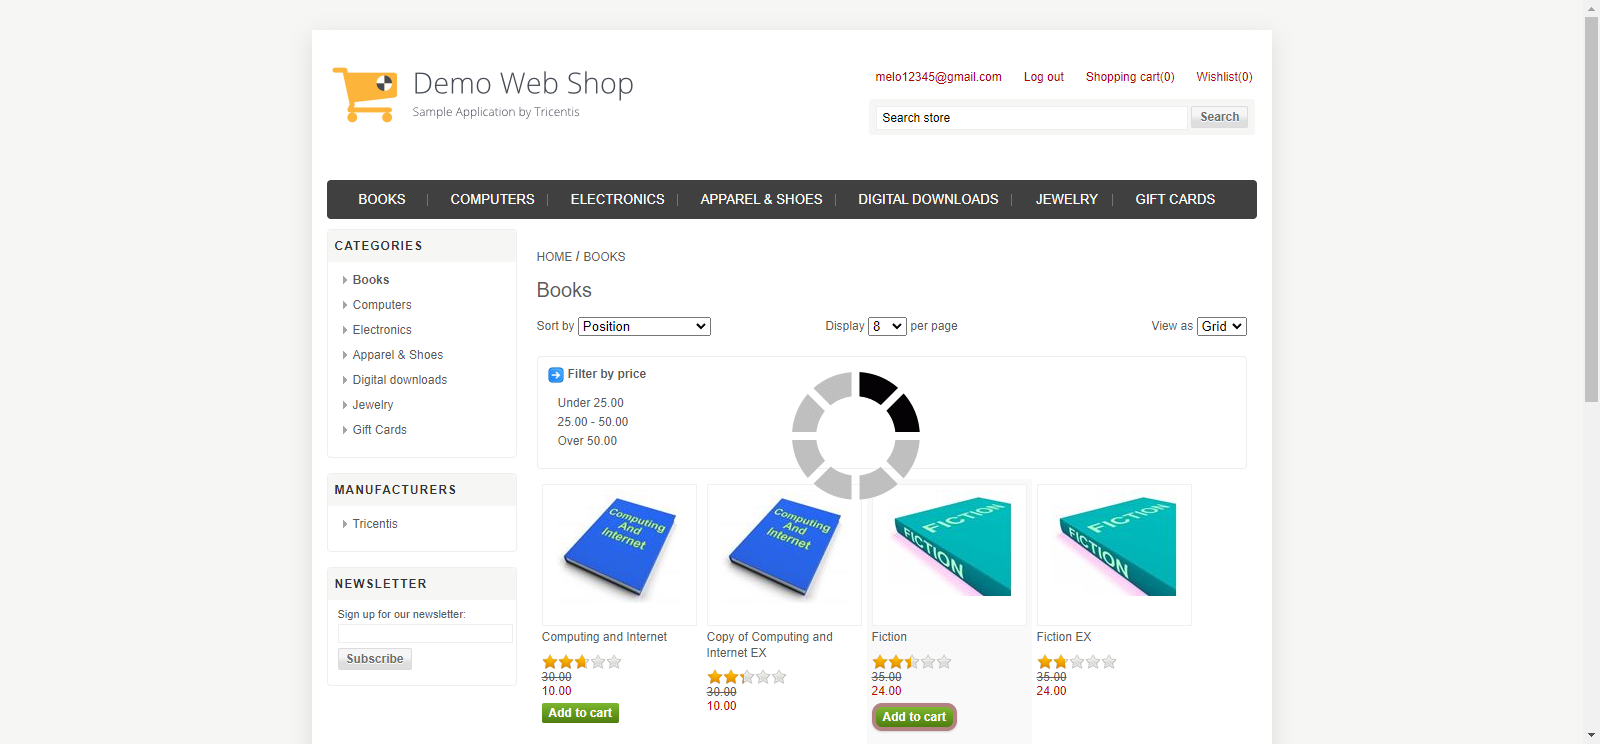 Demo Web Shop
Sample Application by Tricentis
melo12345@gmail.com Log out Shopping cart(0) Wishlist(0)
Search store Search
BOOKS COMPUTERS ELECTRONICS APPAREL & SHOES DIGITAL DOWNLOADS JEWELRY GIFT CARDS
CATEGORIES
Books
Computers
Electronics
Apparel & Shoes
Digital downloads
Jewelry
Gift Cards
MANUFACTURERS
Tricentis
NEWSLETTER
Sign up for our newsletter:
Subscribe
HOME / BOOKS
Books
Sort by Position Display 8 per page View as Grid
Filter by price
Under 25.00
25.00 - 50.00
Over 50.00
Computing
And
Internet
Computing and Internet
30.00
10.00
Add to cart
Computing
And
Internet
Copy of Computing and
Internet EX
30.00
10.00
FICTION
FICTION
Fiction
35.00
24.00
Add to cart
FICTION
FICTION
Fiction EX
35.00
24.00